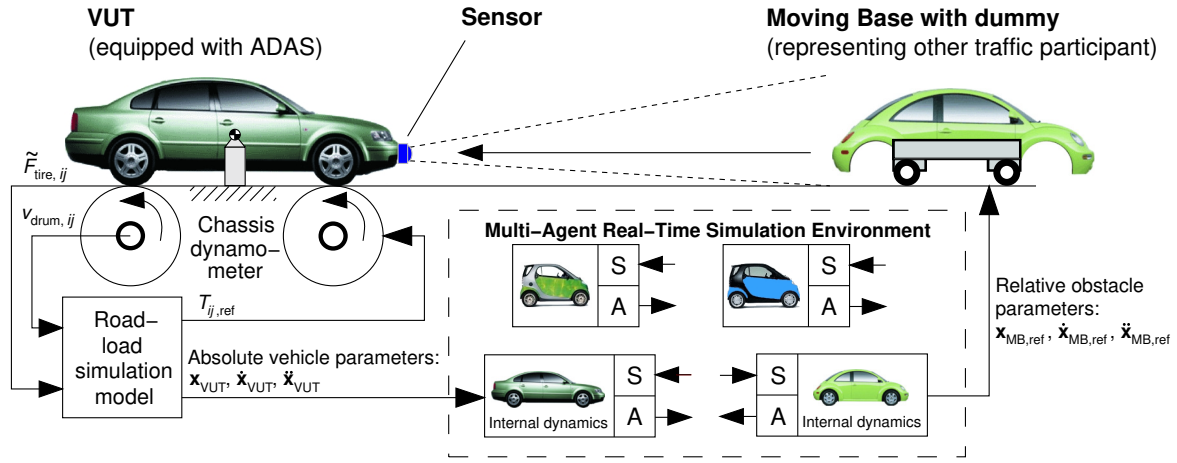 VUT
(equipped with ADAS)
Sensor
Moving Base with dummy
(representing other traffic participant)
F̃tire, ij
vdrum, ij
Chassis
dynamo-
meter
Multi−Agent Real−Time Simulation Environment
S
A
S
A
Tij,ref
Road−
load
simulation
model
Absolute vehicle parameters:
xVUT, ẋVUT, ẍVUT
S
A
Internal dynamics
S
A
Internal dynamics
Relative obstacle
parameters:
xMB,ref , ẋMB,ref , ẍMB,ref